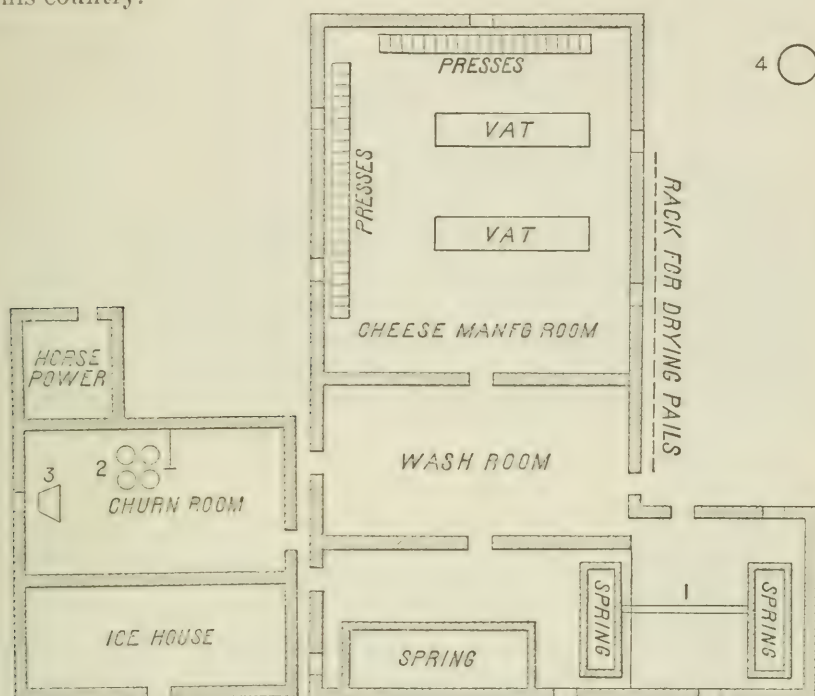 his country.
PRESSES
4
VAT
PRESSES
VAT
RACK FOR DRYING PAILS
CHEESE MANFG ROOM
HORSE
POWER
WASH ROOM
3
2
CHURN ROOM
SPRING
1
SPRING
ICE HOUSE
SPRING